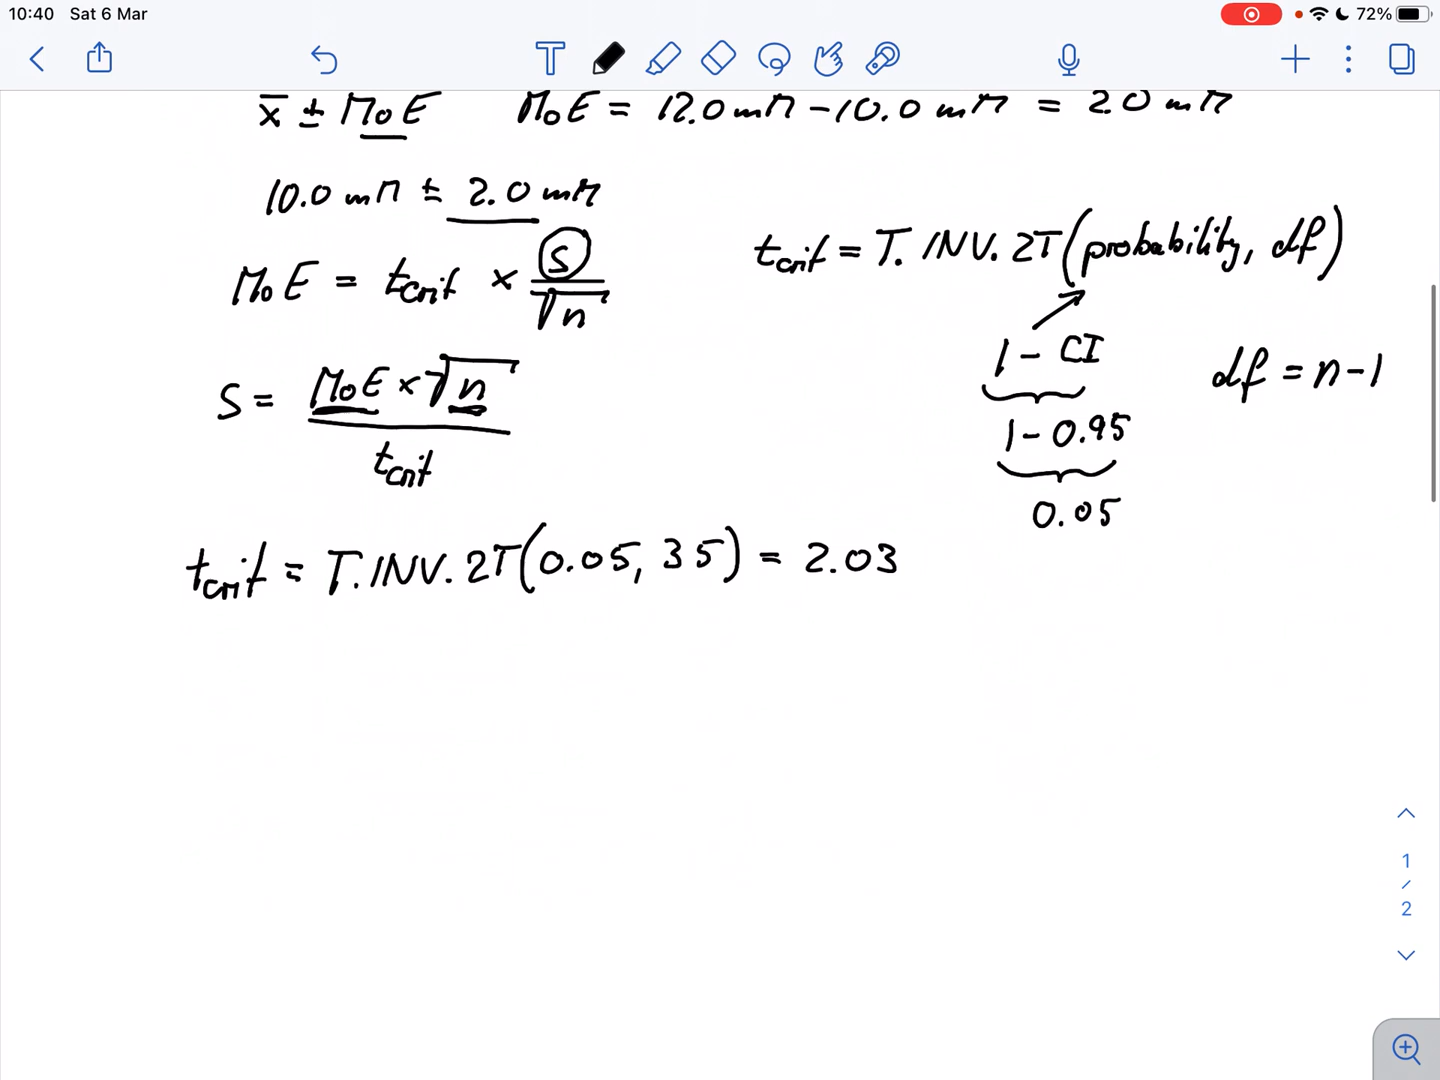 10:40 Sat 6 Mar 72%
x̄ ± MoE MoE = 12.0 mM - 10.0 mM = 2.0 mM
10.0 mM ± 2.0 mM
tcrit = T.INV.2T(probability, df)
MoE = tcrit × s/√n
1 - CI
df = n-1
S = MoE × √n / tcrit
1 - 0.95
0.05
tcrit = T.INV.2T(0.05, 35) = 2.03
1
/
2